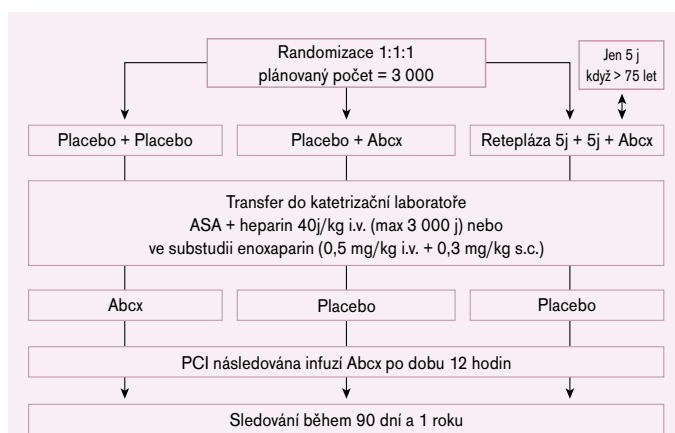 Randomizace 1:1:1
plánovaný počet = 3 000
Jen 5 j
když > 75 let
Placebo + Placebo
Placebo + Abcx
Retepláza 5j + 5j + Abcx
Transfer do katetrizační laboratoře
ASA + heparin 40j/kg i.v. (max 3 000 j) nebo
ve substudii enoxaparin (0,5 mg/kg i.v. + 0,3 mg/kg s.c.)
Abcx
Placebo
Placebo
PCI následována infuzí Abcx po dobu 12 hodin
Sledování během 90 dní a 1 roku